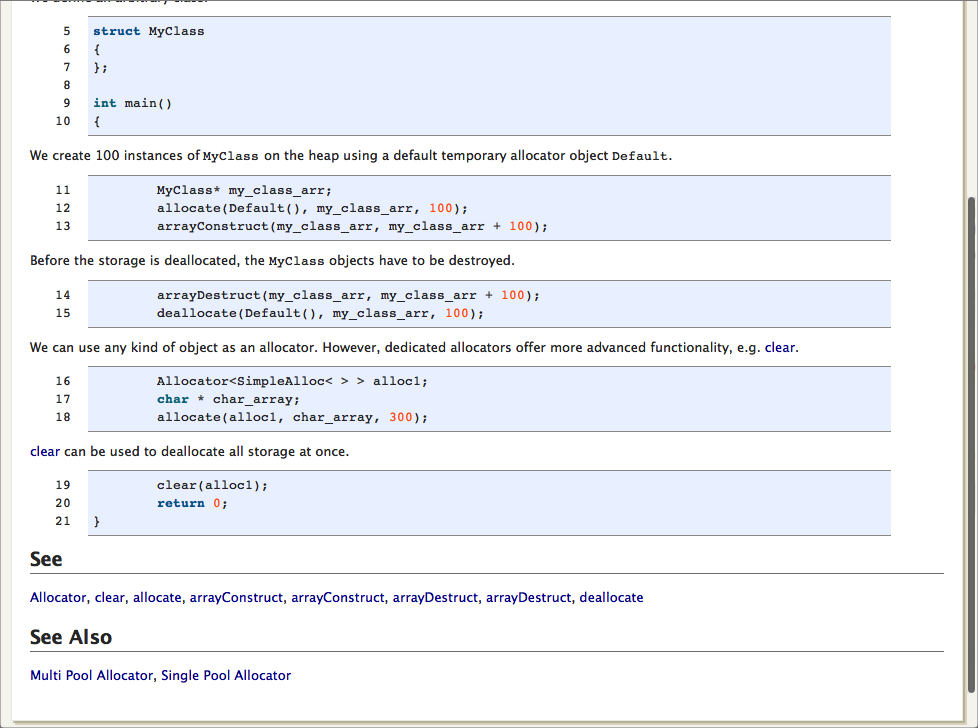 We define an arbitrary class.
5 struct MyClass
6 {
7 };
8
9 int main()
10 {
We create 100 instances of MyClass on the heap using a default temporary allocator object Default.
11 MyClass* my_class_arr;
12 allocate(Default(), my_class_arr, 100);
13 arrayConstruct(my_class_arr, my_class_arr + 100);
Before the storage is deallocated, the MyClass objects have to be destroyed.
14 arrayDestruct(my_class_arr, my_class_arr + 100);
15 deallocate(Default(), my_class_arr, 100);
We can use any kind of object as an allocator. However, dedicated allocators offer more advanced functionality, e.g. clear.
16 Allocator<SimpleAlloc< > > alloc1;
17 char * char_array;
18 allocate(alloc1, char_array, 300);
clear can be used to deallocate all storage at once.
19 clear(alloc1);
20 return 0;
21 }
See
Allocator, clear, allocate, arrayConstruct, arrayConstruct, arrayDestruct, arrayDestruct, deallocate
See Also
Multi Pool Allocator, Single Pool Allocator